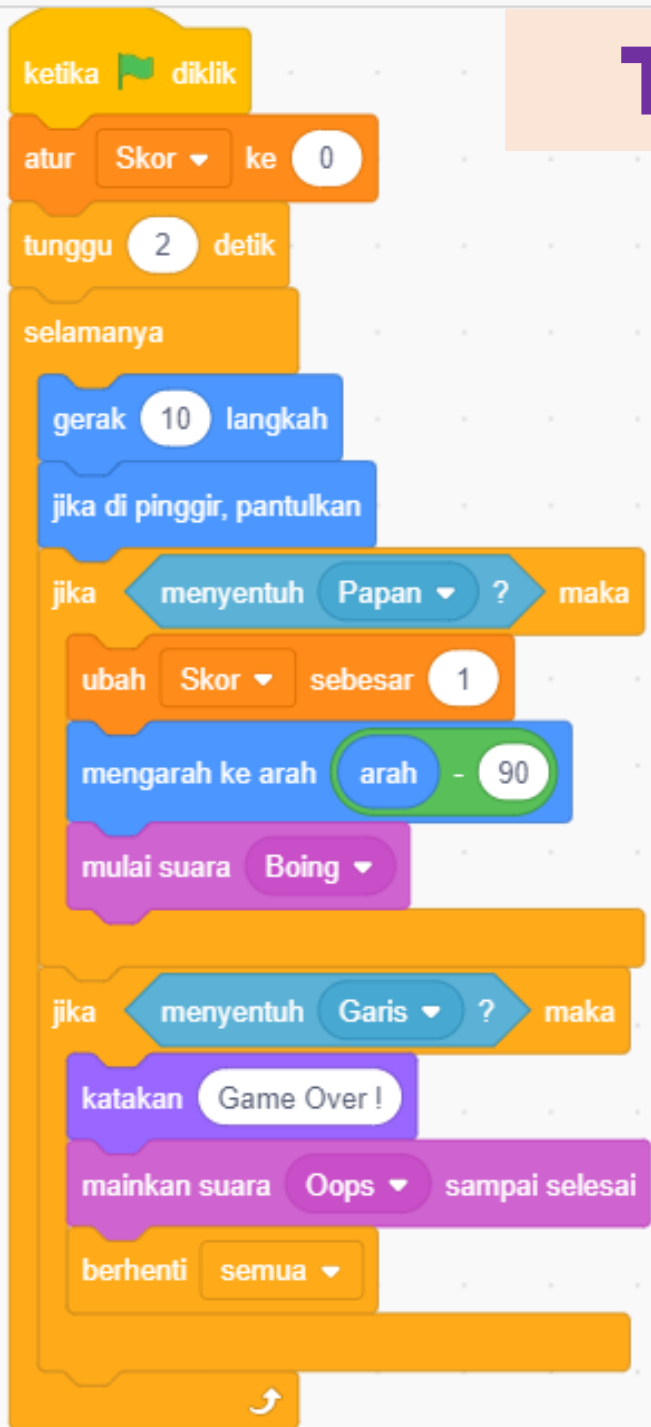 ketika diklik
atur Skor ke 0
tunggu 2 detik
selamanya
gerak 10 langkah
jika di pinggir, pantulkan
jika menyentuh Papan ? maka
ubah Skor sebesar 1
mengarah ke arah arah - 90
mulai suara Boing
jika menyentuh Garis ? maka
katakan Game Over !
mainkan suara Oops sampai selesai
berhenti semua